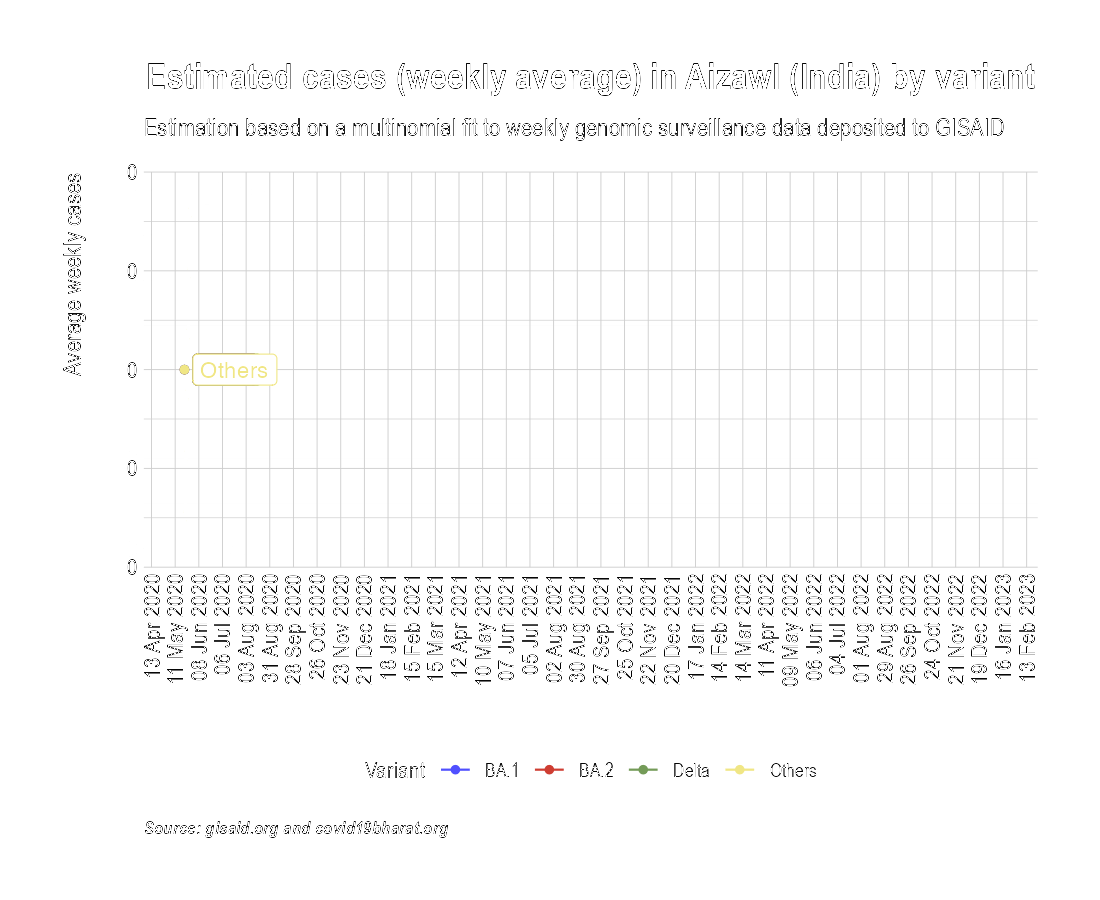 Estimated cases (weekly average) in Aizawl (India) by variant
Estimation based on a multinomial fit to weekly genomic surveillance data deposited to GISAID
Average weekly cases
0
0
0
0
0
Others
13 Apr 2020
11 May 2020
08 Jun 2020
06 Jul 2020
03 Aug 2020
31 Aug 2020
28 Sep 2020
26 Oct 2020
23 Nov 2020
21 Dec 2020
18 Jan 2021
15 Feb 2021
15 Mar 2021
12 Apr 2021
10 May 2021
07 Jun 2021
05 Jul 2021
02 Aug 2021
30 Aug 2021
27 Sep 2021
25 Oct 2021
22 Nov 2021
20 Dec 2021
17 Jan 2022
14 Feb 2022
14 Mar 2022
11 Apr 2022
09 May 2022
06 Jun 2022
04 Jul 2022
01 Aug 2022
29 Aug 2022
26 Sep 2022
24 Oct 2022
21 Nov 2022
19 Dec 2022
16 Jan 2023
13 Feb 2023
Variant BA.1 BA.2 Delta Others
Source: gisaid.org and covid19bharat.org